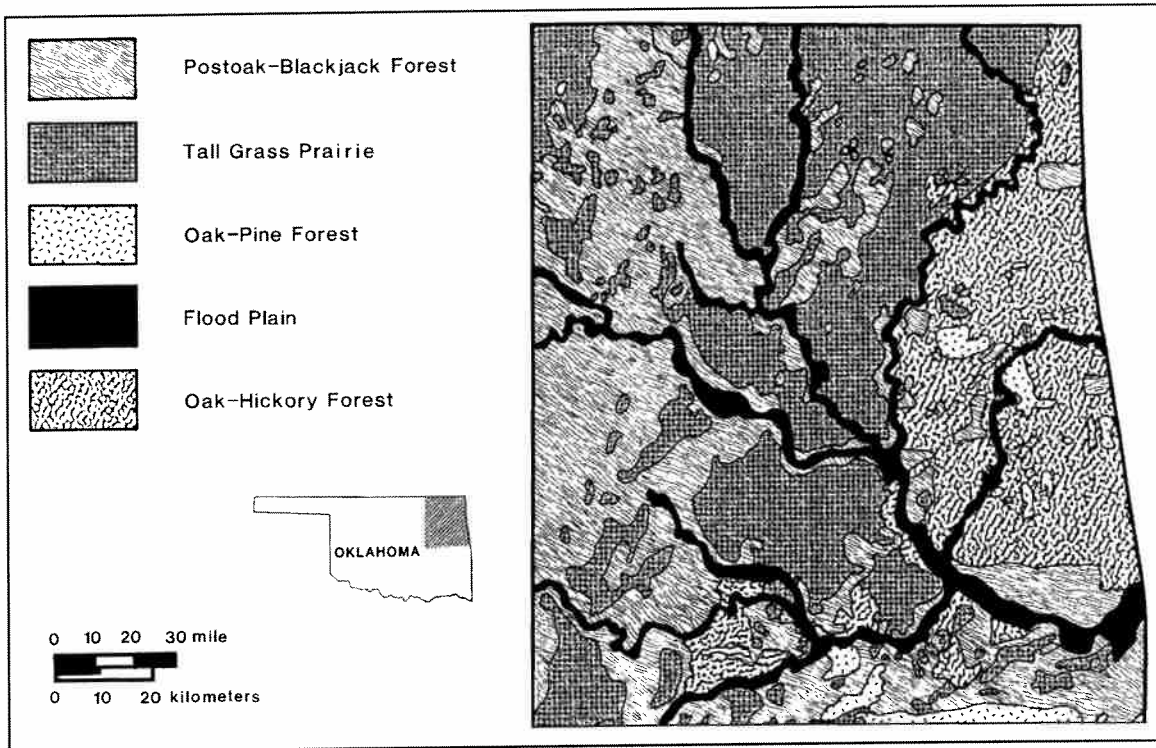 Postoak-Blackjack Forest
Tall Grass Prairie
Oak-Pine Forest
Flood Plain
Oak-Hickory Forest
OKLAHOMA
0 10 20 30 mile
0 10 20 kilometers